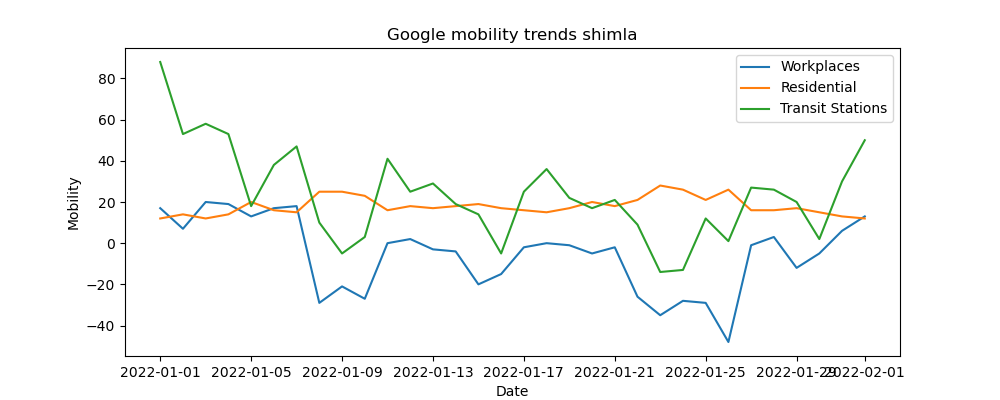 Google mobility trends shimla
Workplaces
Residential
Transit Stations
Mobility
80
60
40
20
0
−20
−40
2022-01-01 2022-01-05 2022-01-09 2022-01-13 2022-01-17 2022-01-21 2022-01-25 2022-01-29 2022-02-01
Date